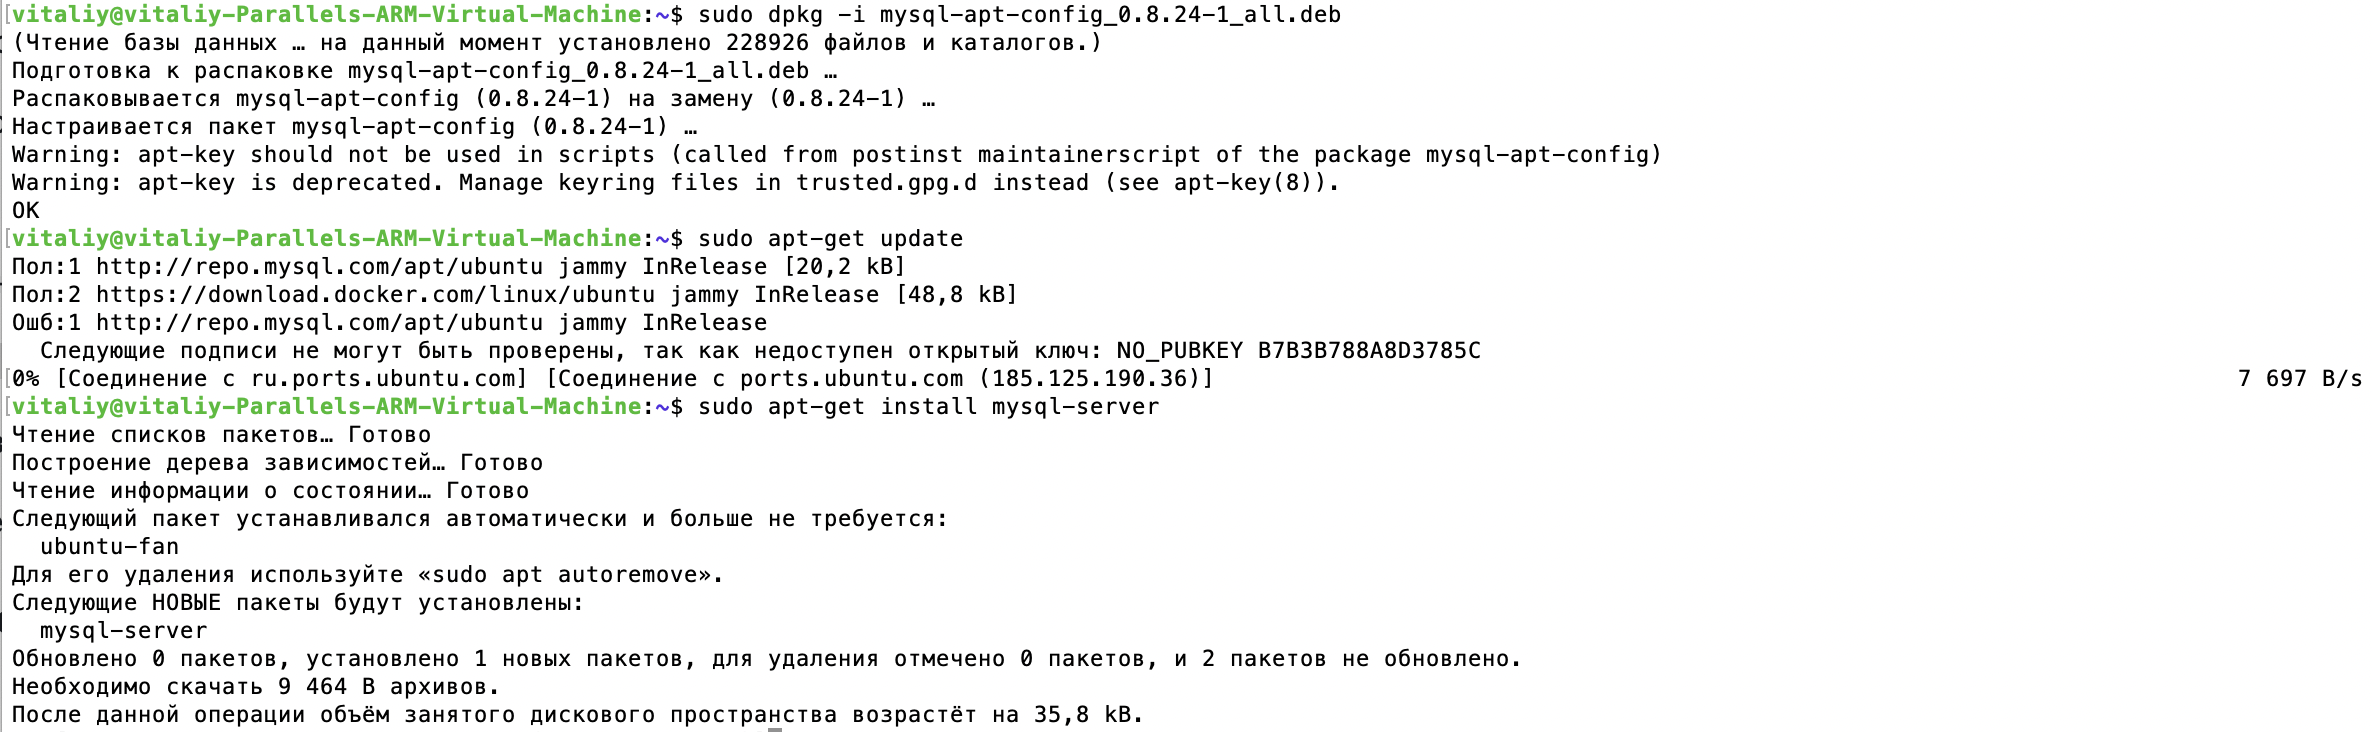 [vitaliy@vitaliy-Parallels-ARM-Virtual-Machine:~$ sudo dpkg -i mysql-apt-config_0.8.24-1_all.deb
(Чтение базы данных … на данный момент установлено 228926 файлов и каталогов.)
Подготовка к распаковке mysql-apt-config_0.8.24-1_all.deb …
Распаковывается mysql-apt-config (0.8.24-1) на замену (0.8.24-1) …
Настраивается пакет mysql-apt-config (0.8.24-1) …
Warning: apt-key should not be used in scripts (called from postinst maintainerscript of the package mysql-apt-config)
Warning: apt-key is deprecated. Manage keyring files in trusted.gpg.d instead (see apt-key(8)).
OK
[vitaliy@vitaliy-Parallels-ARM-Virtual-Machine:~$ sudo apt-get update
Пол:1 http://repo.mysql.com/apt/ubuntu jammy InRelease [20,2 kB]
Пол:2 https://download.docker.com/linux/ubuntu jammy InRelease [48,8 kB]
Ошб:1 http://repo.mysql.com/apt/ubuntu jammy InRelease
Следующие подписи не могут быть проверены, так как недоступен открытый ключ: NO_PUBKEY B7B3B788A8D3785C
[0% [Соединение с ru.ports.ubuntu.com] [Соединение с ports.ubuntu.com (185.125.190.36)] 7 697 B/s
[vitaliy@vitaliy-Parallels-ARM-Virtual-Machine:~$ sudo apt-get install mysql-server
Чтение списков пакетов… Готово
Построение дерева зависимостей… Готово
Чтение информации о состоянии… Готово
Следующий пакет устанавливался автоматически и больше не требуется:
ubuntu-fan
Для его удаления используйте «sudo apt autoremove».
Следующие НОВЫЕ пакеты будут установлены:
mysql-server
Обновлено 0 пакетов, установлено 1 новых пакетов, для удаления отмечено 0 пакетов, и 2 пакетов не обновлено.
Необходимо скачать 9 464 B архивов.
После данной операции объём занятого дискового пространства возрастёт на 35,8 kB.